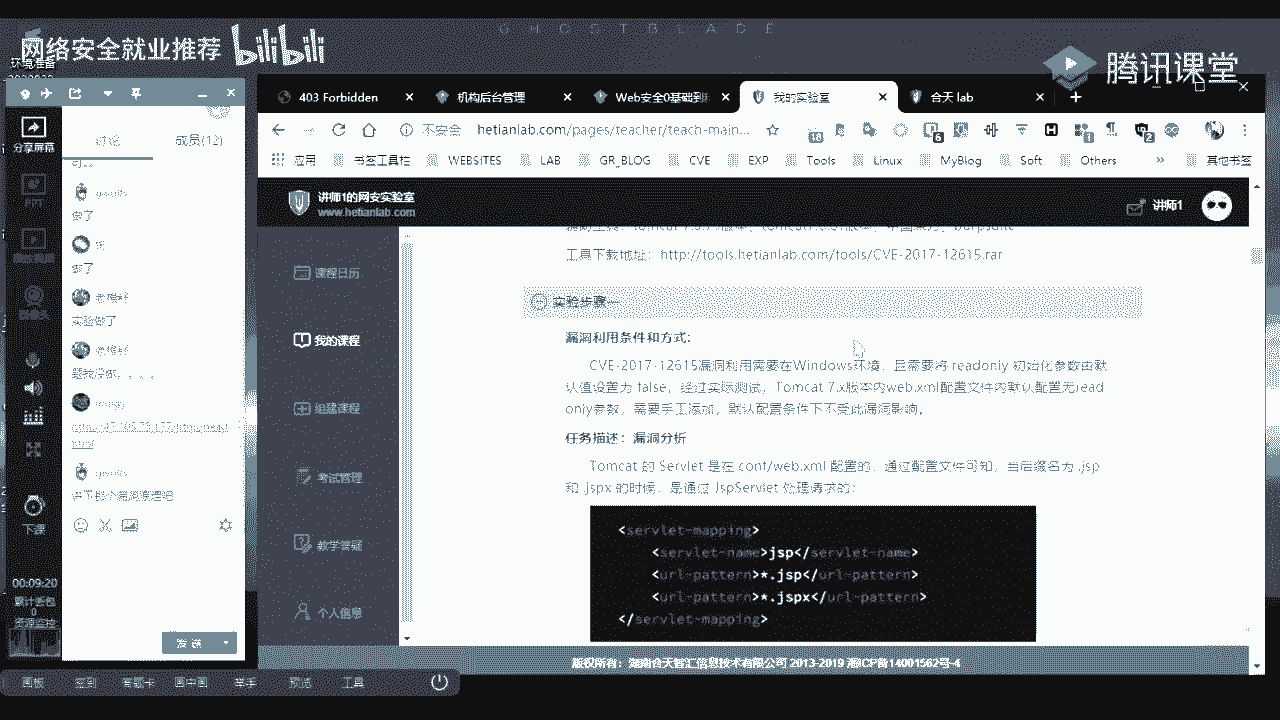 GHOSTBLADE
网络安全就业推荐 bilibili
腾讯课堂
403 Forbidden
机构后台管理
Web安全0基础到
我的实验室
合天 lab
不安全 hetianlab.com/pages/teacher/teach-main...
应用 书签工具栏 WEBSITES LAB GR_BLOG CVE EXP Tools Linux MyBlog Soft Others » 其他书签
分享屏幕
PPT
讨论 成员(12)
做了
做了
实验做了
下课
00:09:20
累计丢包
0
资源监控
发送
画板 签到 答题卡 画中画 举手 预览 工具
讲师1的网安实验室
www.hetianlab.com
讲师1
课程日历
我的课程
组建课程
考试管理
教学答疑
个人信息
工具下载地址：http://tools.hetianlab.com/tools/CVE-2017-12615.rar
实验步骤一
漏洞利用条件和方式:
CVE-2017-12615漏洞利用需要在Windows环境，且需要将 readonly 初始化参数由默
认值设置为 false，经过实际测试，Tomcat 7.x版本内web.xml配置文件内默认配置无read
only参数，需要手工添加，默认配置条件下不受此漏洞影响。
任务描述：漏洞分析
Tomcat 的 Servlet 是在 conf/web.xml 配置的，通过配置文件可知，当后缀名为 .jsp
和 .jspx 的时候，是通过 JspServlet 处理请求的：
<servlet-mapping>
<servlet-name>jsp</servlet-name>
<url-pattern>*.jsp</url-pattern>
<url-pattern>*.jspx</url-pattern>
</servlet-mapping>
版权所有：湖南合天智汇信息技术有限公司 2013-2019 湘ICP备14001562号-4